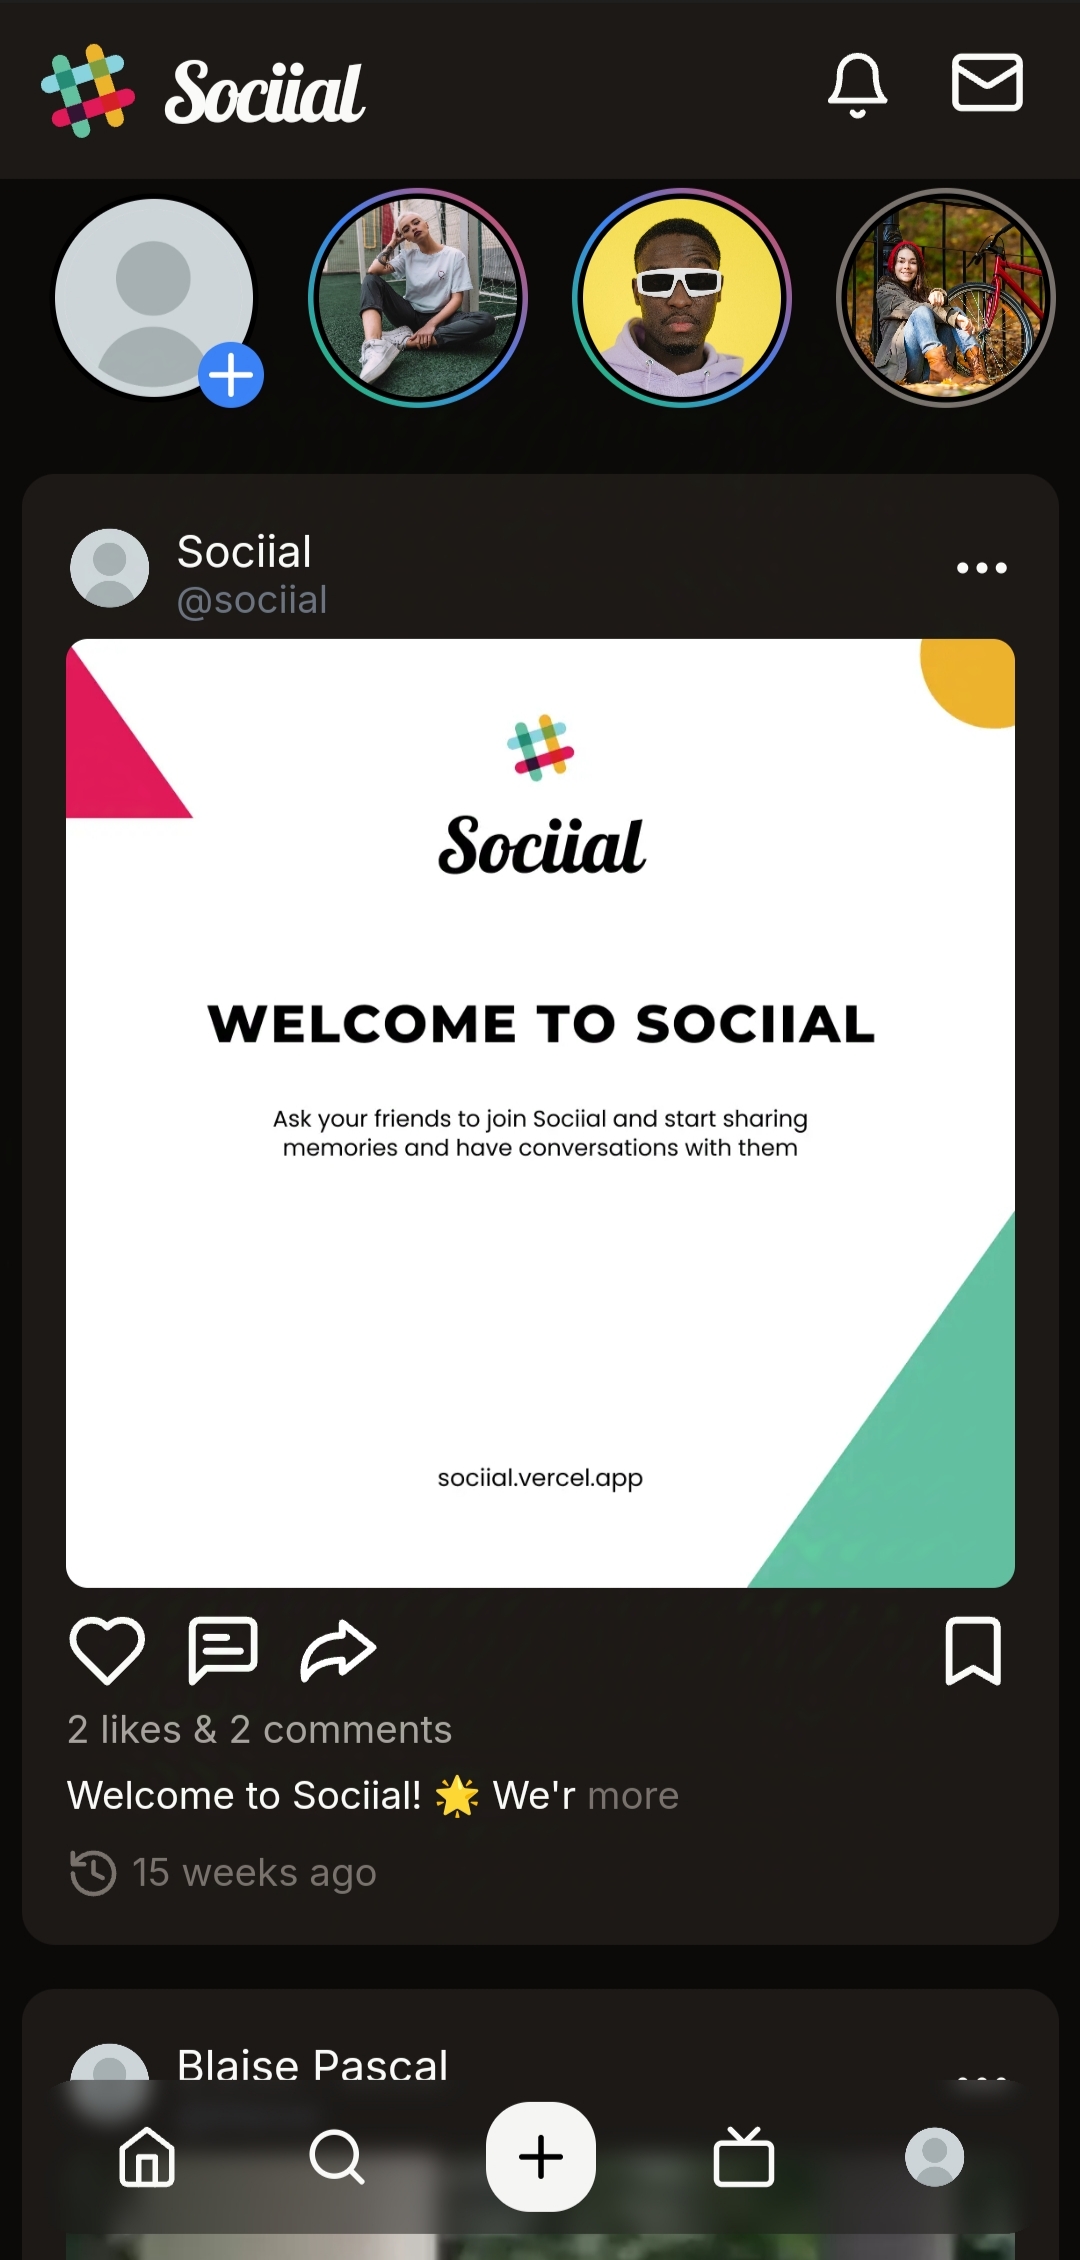 Sociial
Sociial
@sociial
Sociial
WELCOME TO SOCIIAL
Ask your friends to join Sociial and start sharing
memories and have conversations with them
sociial.vercel.app
2 likes & 2 comments
Welcome to Sociial! 🌟 We'r more
15 weeks ago
Blaise Pascal